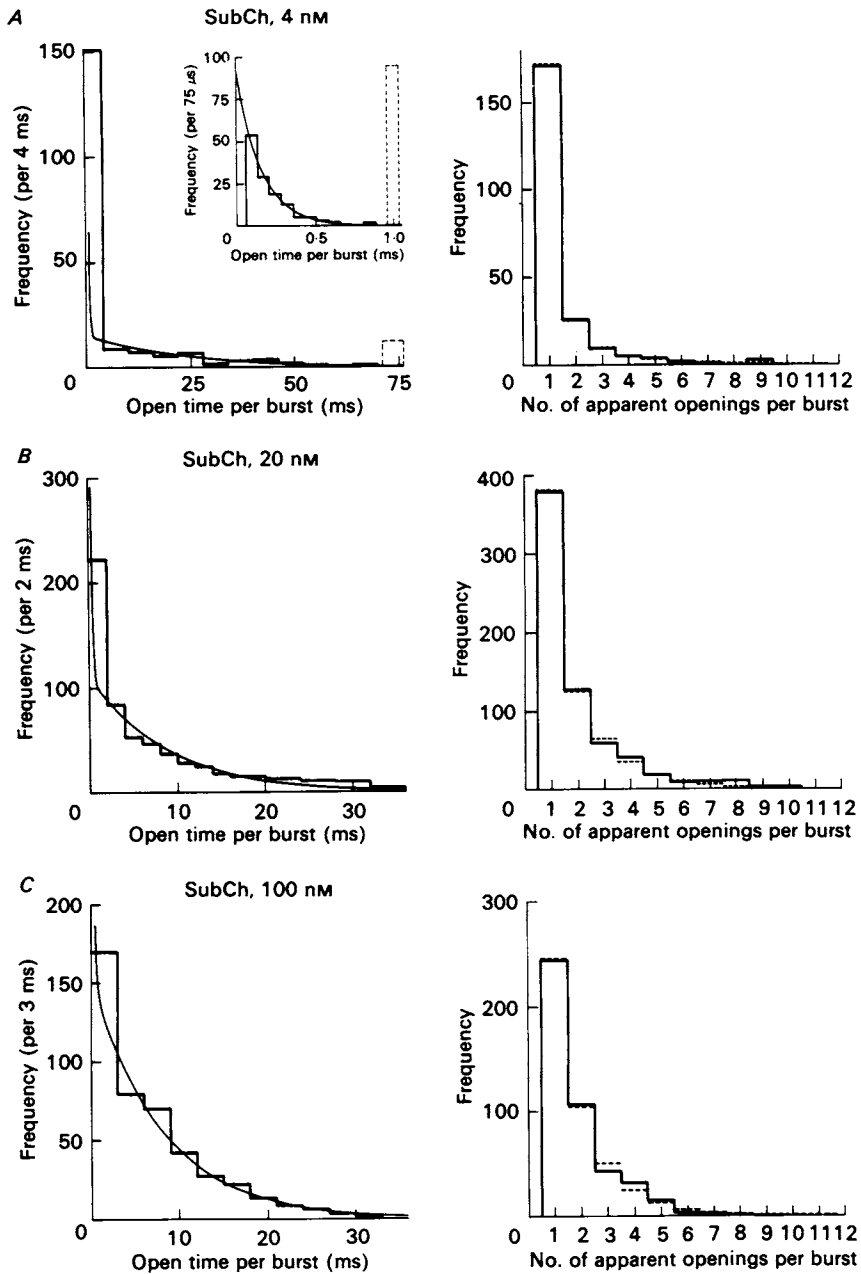 A
SubCh, 4 nM
150
100
50
0
25
50
75
Frequency (per 4 ms)
Open time per burst (ms)
100
75
50
25
0
0·5
1·0
Frequency (per 75 µs)
Open time per burst (ms)
150
100
50
0
Frequency
1 2 3 4 5 6 7 8 9 10 11 12
No. of apparent openings per burst
B
SubCh, 20 nM
300
200
100
0
10
20
30
Frequency (per 2 ms)
Open time per burst (ms)
400
300
200
100
0
Frequency
1 2 3 4 5 6 7 8 9 10 11 12
No. of apparent openings per burst
C
SubCh, 100 nM
200
150
100
50
0
10
20
30
Frequency (per 3 ms)
Open time per burst (ms)
300
200
100
0
Frequency
1 2 3 4 5 6 7 8 9 10 11 12
No. of apparent openings per burst